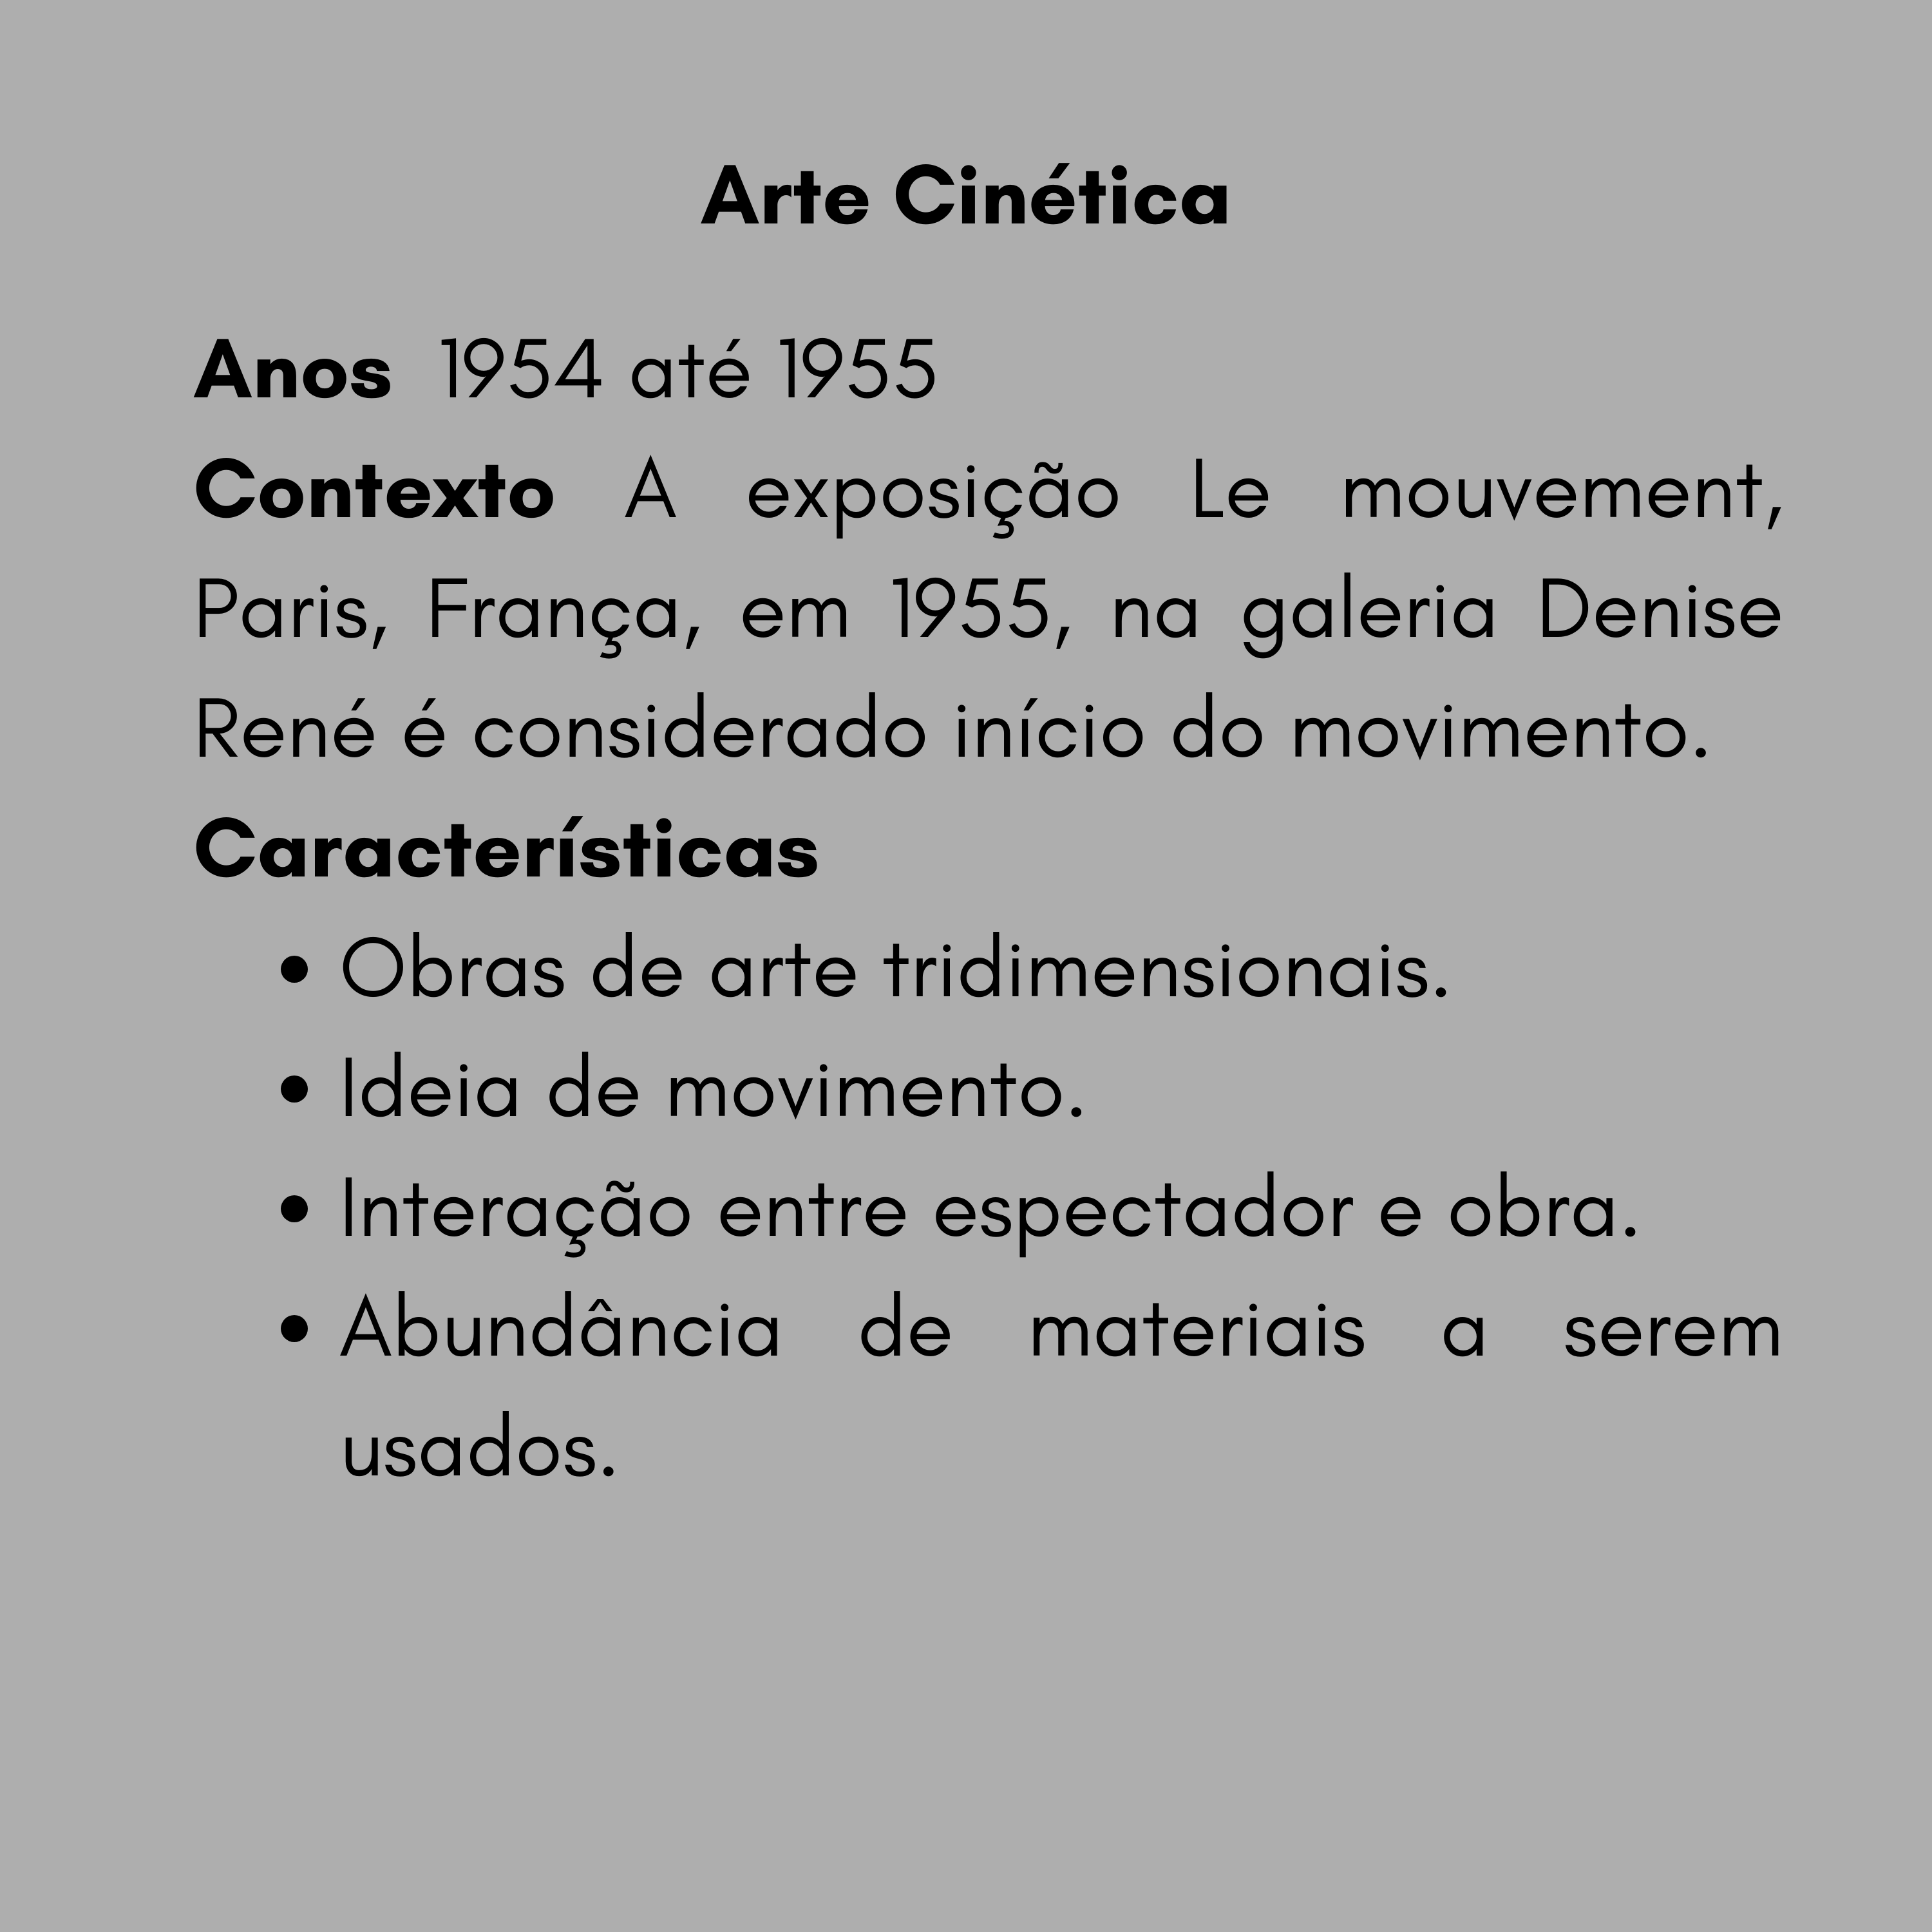 Arte Cinética
Anos 1954 até 1955
Contexto A exposição Le mouvement,
Paris, França, em 1955, na galeria Denise
René é considerado início do movimento.
Características
• Obras de arte tridimensionais.
• Ideia de movimento.
• Interação entre espectador e obra.
• Abundância de materiais a serem
usados.